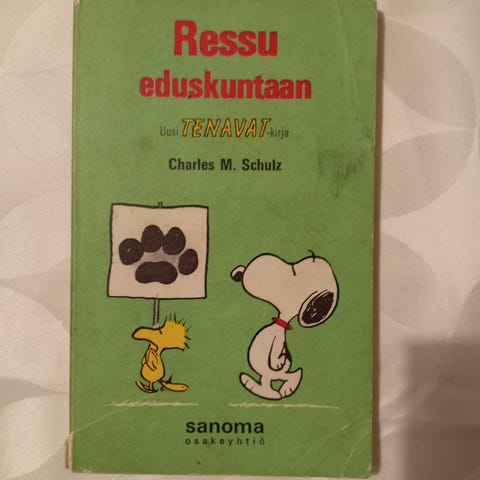 Ressu
eduskuntaan
Uusi TENAVAT-kirja
Charles M. Schulz
sanoma
osakeyhtiö